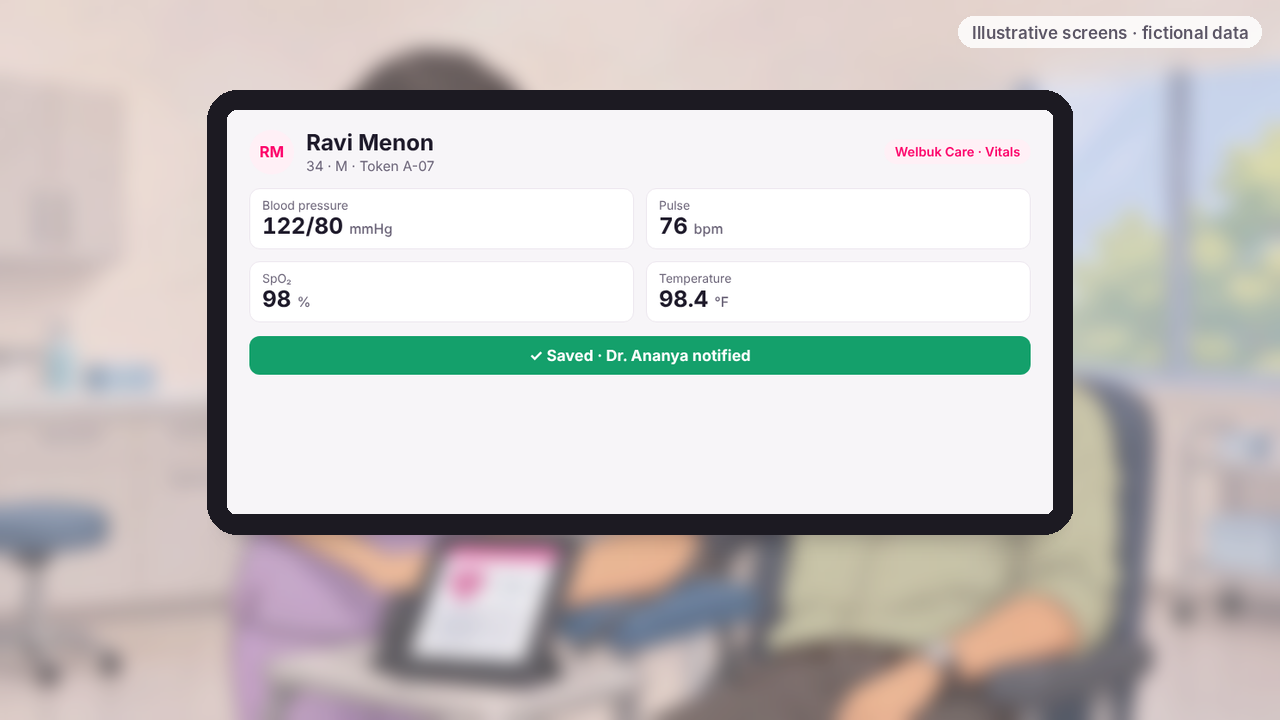 Illustrative screens · fictional data
RM
Ravi Menon
34 · M · Token A-07
Welbuk Care · Vitals
Blood pressure
122/80 mmHg
Pulse
76 bpm
SpO₂
98 %
Temperature
98.4 °F
✓ Saved · Dr. Ananya notified